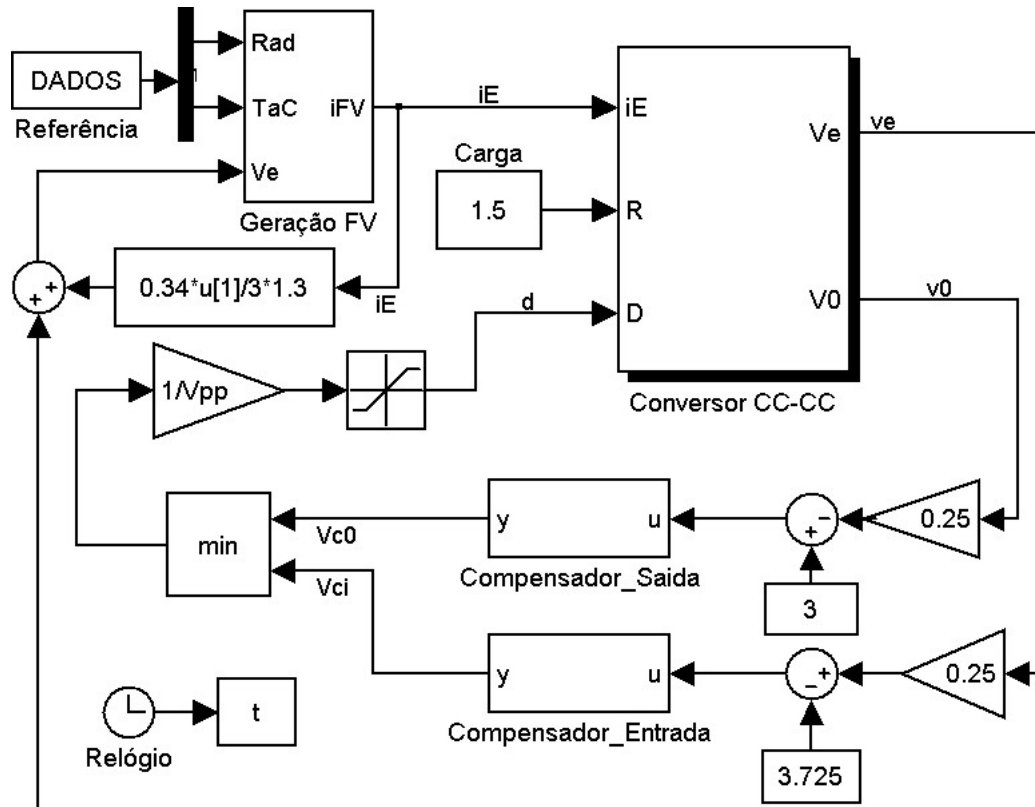 DADOS
Referência
Rad
TaC
Ve
iFV
Geração FV
iE
Carga
1.5
iE
R
D
Ve
V0
Conversor CC-CC
ve
v0
0.34*u[1]/3*1.3
iE
d
+
+
1/Vpp
min
Vc0
Vci
y
u
Compensador_Saida
−
+
0.25
3
y
u
Compensador_Entrada
−
+
0.25
3.725
t
Relógio